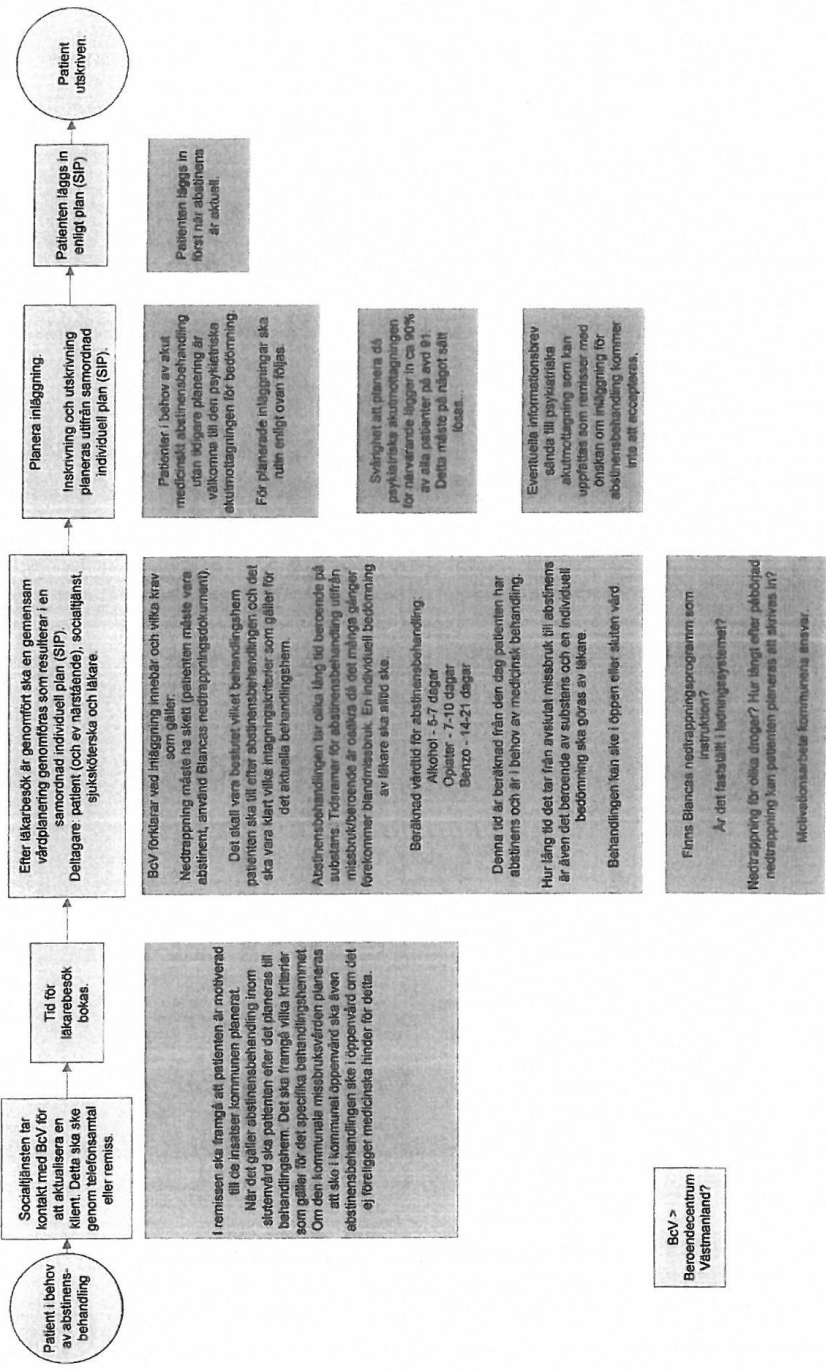 Patient i behov
av abstinens-
behandling
Socialtjänsten tar
kontakt med BcV för
att aktualisera en
klient. Detta ska ske
genom telefonsamtal
eller remiss.
Tid för
läkarebesök
bokas.
Efter läkarbesök är genomfört ska en gemensam
vårdplanering genomföras som resulterar i en
samordnad individuell plan (SIP).
Deltagare: patient (och ev närstående), socialtjänst,
sjuksköterska och läkare.
Planera inläggning.
Inskrivning och utskrivning
planeras utifrån samordnad
individuell plan (SIP).
Patienten läggs in
enligt plan (SIP)
Patient
utskriven.
I remissen ska framgå att patienten är motiverad
till de insatser kommunen planerat.
När det gäller abstinensbehandling inom
slutenvård ska patienten efter det planeras till
behandlingshem. Det ska framgå vilka kriterier
som gäller för det specifika behandlingshemmet
Om den kommunala missbruksvården planeras
att ske i kommunal öppenvård ska även
abstinensbehandlingen ske i öppenvård om det
ej föreligger medicinska hinder för detta.
BcV förklarar vad inläggning innebär och vilka krav
som gäller:
Nedtrappning måste ha skett (patienten måste vara
abstinent, använd Blancas nedtrappningsdokument).
Det skall vara beslutet vilket behandlingshem
patienten ska till efter abstinensbehandlingen och det
ska vara klart vilka intagningskriterier som gäller för
det aktuella behandlingshem.
Abstinensbehandlingen tar olika lång tid beroende på
substans. Tidsramar för abstinensbehandling utifrån
missbruk/beroende är osäkra då det många gånger
förekommer blandmissbruk. En individuell bedömning
av läkare ska alltid ske.
Beräknad vårdtid för abstinensbehandling:
Alkohol - 5-7 dagar
Opiater - 7-10 dagar
Benzo - 14-21 dagar
Denna tid är beräknad från den dag patienten har
abstinens och är i behov av medicinsk behandling.
Hur lång tid det tar från avslutat missbruk till abstinens
är även det beroende av substans och en individuell
bedömning ska göras av läkare.
Behandlingen kan ske i öppen eller sluten vård.
Finns Blancas nedtrappningsprogramm som
instruktion?
Är det fastställt i ledningssystemet?
Nedtrappning för olika droger? Hur långt efter påbörjad
nedtrappning kan patienten planeras att skrivas in?
Motivationsarbete kommunens ansvar.
Patienter i behov av akut
medicinskt abstinensbehandling
utan tidigare planering är
välkomna till den psykiatriska
akutmottagningen för bedömning.
För planerade inläggningar ska
rutin enligt ovan följas.
Svårighet att planera då
psykiatriska akutmottagningen
för närvarande lägger in ca 90%
av alla patienter på avd 91.
Detta måste på något sätt
lösas...
Eventuella informationsbrev
sända till psykiatriska
akutmottagning som kan
uppfattas som remisser med
önskan om inläggning för
abstinensbehandling kommer
inte att accepteras.
Patienten läggs in
först när abstinens
är aktuell.
BcV >
Beroendecentrum
Västmanland?